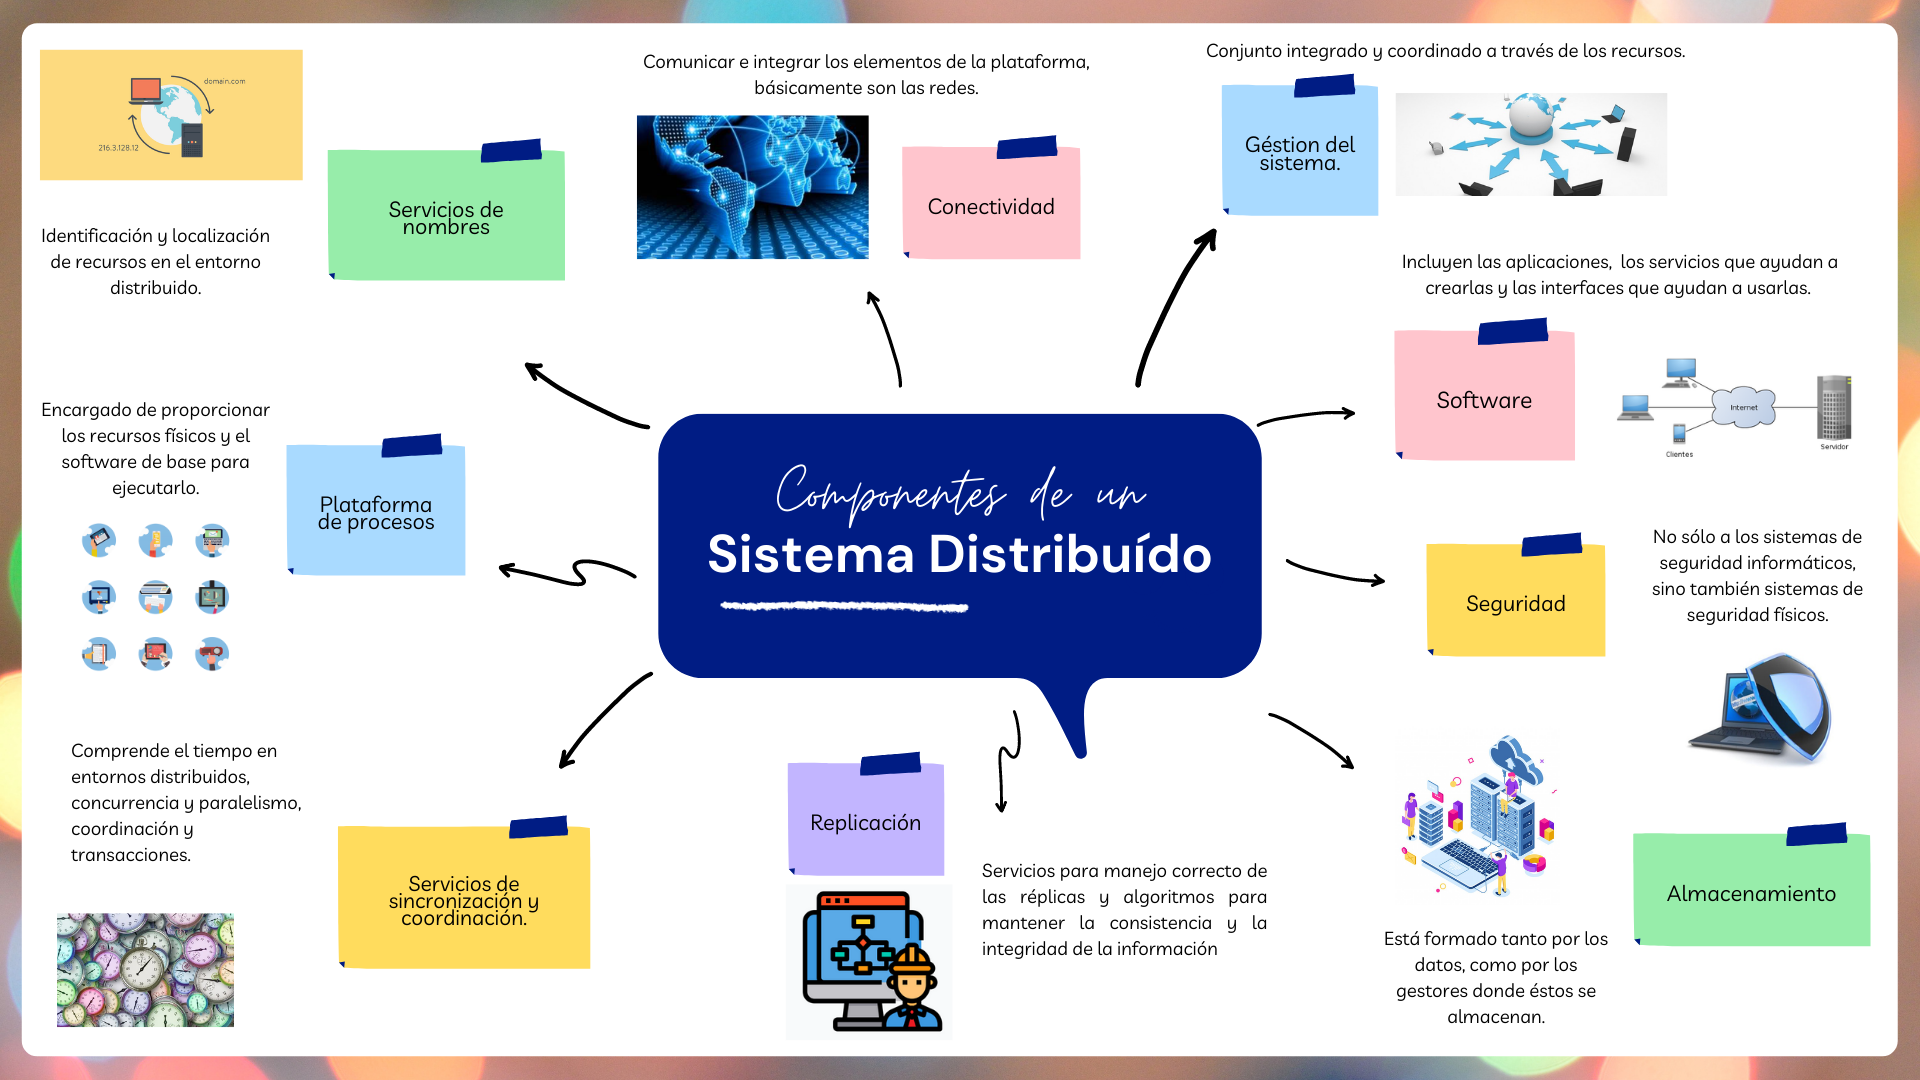 Componentes de un
Sistema Distribuído
domain.com
216.3.128.12
Servicios de
nombres
Identificación y localización
de recursos en el entorno
distribuido.
Comunicar e integrar los elementos de la plataforma,
básicamente son las redes.
Conectividad
Conjunto integrado y coordinado a través de los recursos.
Géstion del
sistema.
Incluyen las aplicaciones, los servicios que ayudan a
crearlas y las interfaces que ayudan a usarlas.
Software
Internet
Clientes
Servidor
Encargado de proporcionar
los recursos físicos y el
software de base para
ejecutarlo.
Plataforma
de procesos
No sólo a los sistemas de
seguridad informáticos,
sino también sistemas de
seguridad físicos.
Seguridad
Comprende el tiempo en
entornos distribuidos,
concurrencia y paralelismo,
coordinación y
transacciones.
Servicios de
sincronización y
coordinación.
Replicación
Servicios para manejo correcto de
las réplicas y algoritmos para
mantener la consistencia y la
integridad de la información
Almacenamiento
Está formado tanto por los
datos, como por los
gestores donde éstos se
almacenan.